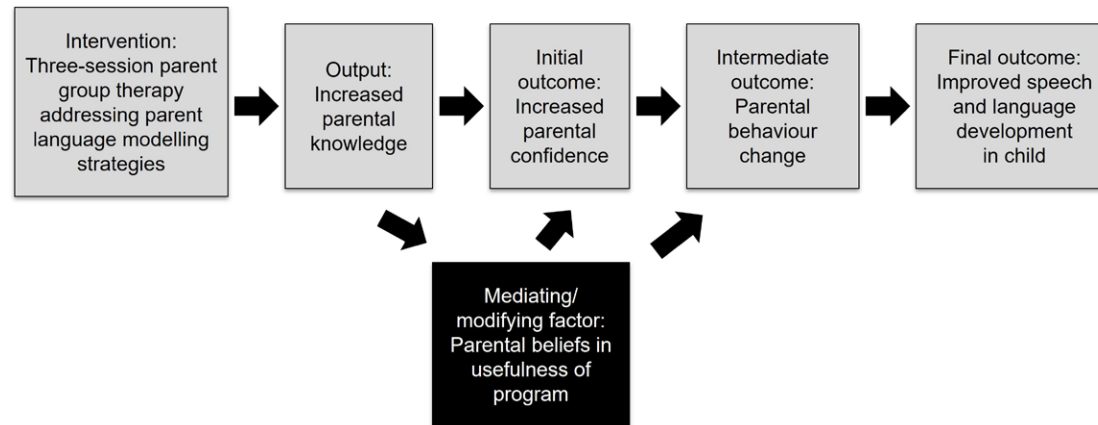 Intervention:
Three-session parent
group therapy
addressing parent
language modelling
strategies
Output:
Increased
parental
knowledge
Initial
outcome:
Increased
parental
confidence
Intermediate
outcome:
Parental
behaviour
change
Final outcome:
Improved speech
and language
development
in child
Mediating/
modifying factor:
Parental beliefs in
usefulness of
program